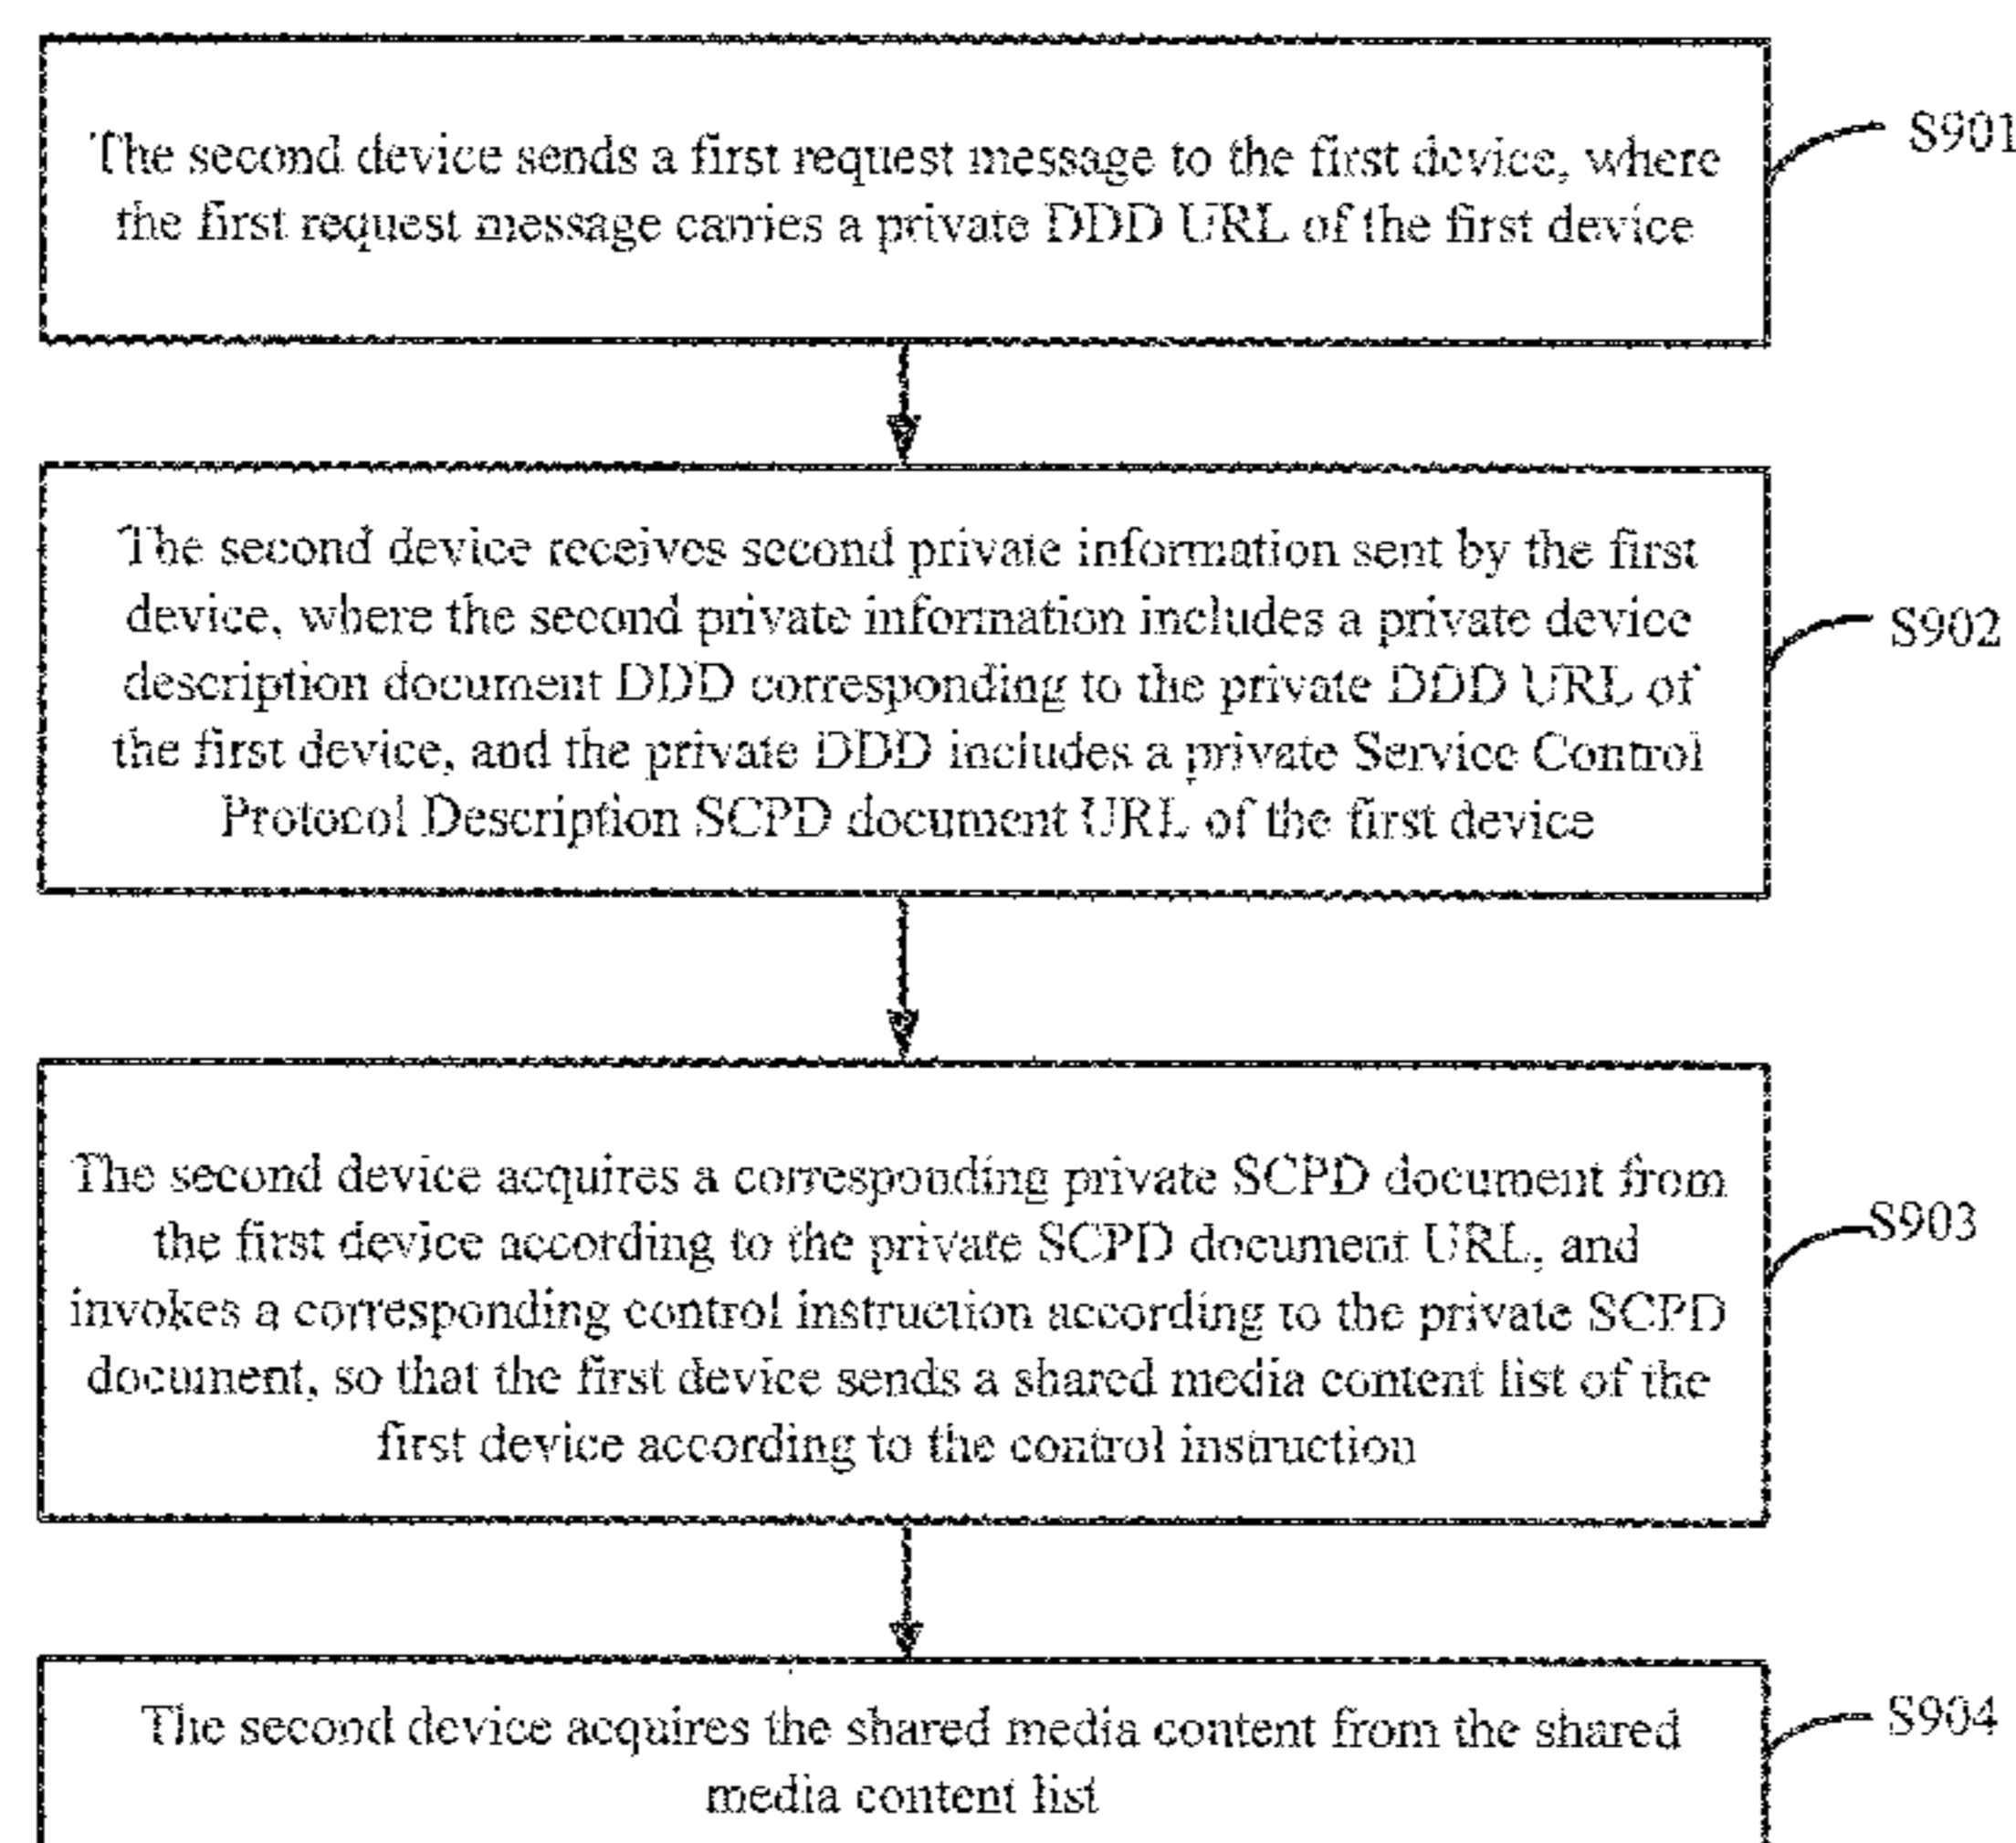 The second device sends a first request message to the first device, where
the first request message carries a private DDD URL of the first device
S901
The second device receives second private information sent by the first
device, where the second private information includes a private device
description document DDD corresponding to the private DDD URL of
the first device, and the private DDD includes a private Service Control
Protocol Description SCPD document URL of the first device
S902
The second device acquires a corresponding private SCPD document from
the first device according to the private SCPD document URL, and
invokes a corresponding control instruction according to the private SCPD
document, so that the first device sends a shared media content list of the
first device according to the control instruction
S903
The second device acquires the shared media content from the shared
media content list
S904